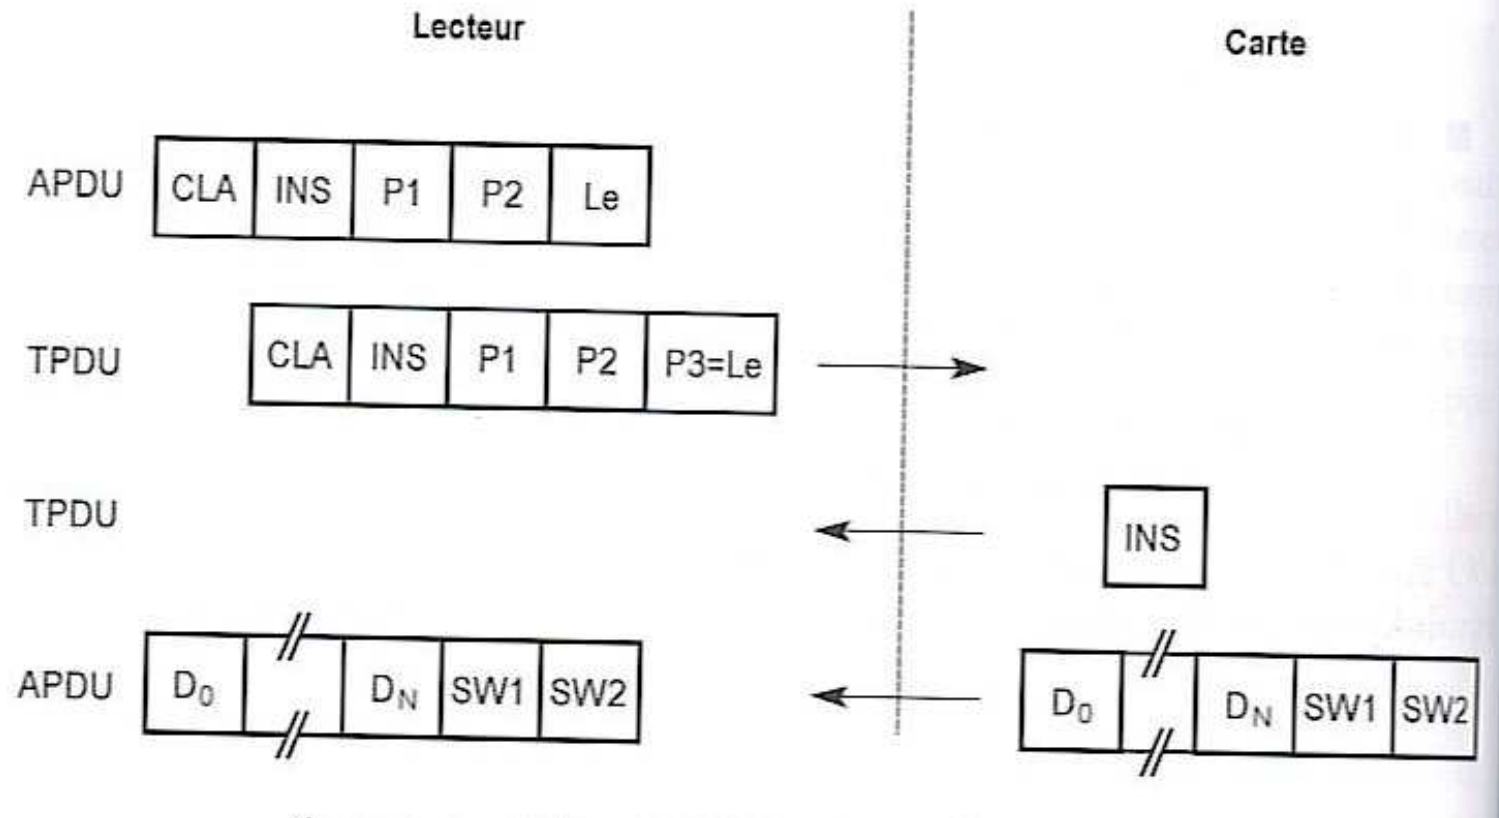 Lecteur
Carte
APDU CLA INS P1 P2 Le
TPDU CLA INS P1 P2 P3=Le
TPDU INS
APDU D0 DN SW1 SW2 D0 DN SW1 SW2